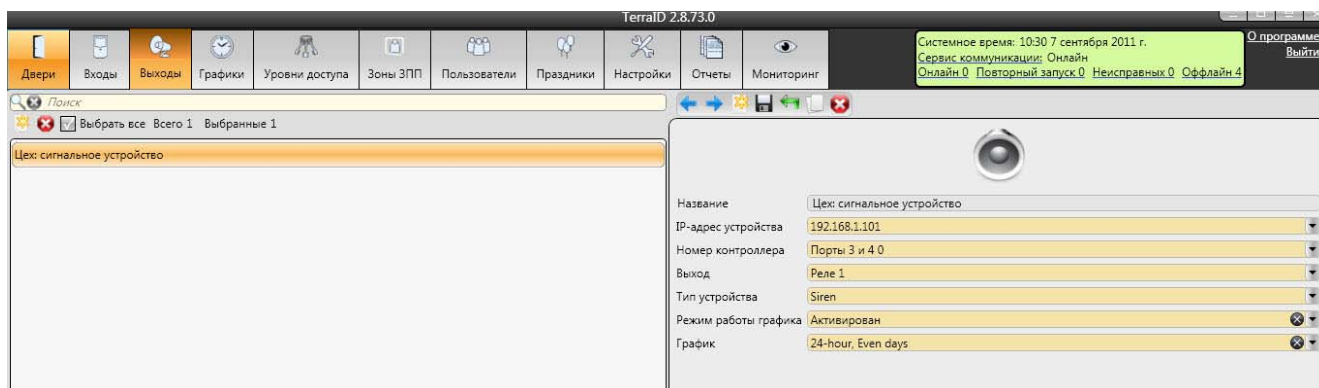 TerraID 2.8.73.0
Двери Входы Выходы Графики Уровни доступа Зоны ЗПП Пользователи Праздники Настройки Отчеты Мониторинг
Системное время: 10:30 7 сентября 2011 г.
Сервис коммуникации: Онлайн
Онлайн 0 Повторный запуск 0 Неисправных 0 Оффлайн 4
О программе
Выйти
Поиск
Выбрать все Всего 1 Выбранные 1
Цех: сигнальное устройство
Название Цех: сигнальное устройство
IP-адрес устройства 192.168.1.101
Номер контроллера Порты 3 и 4 0
Выход Реле 1
Тип устройства Siren
Режим работы графика Активирован
График 24-hour, Even days